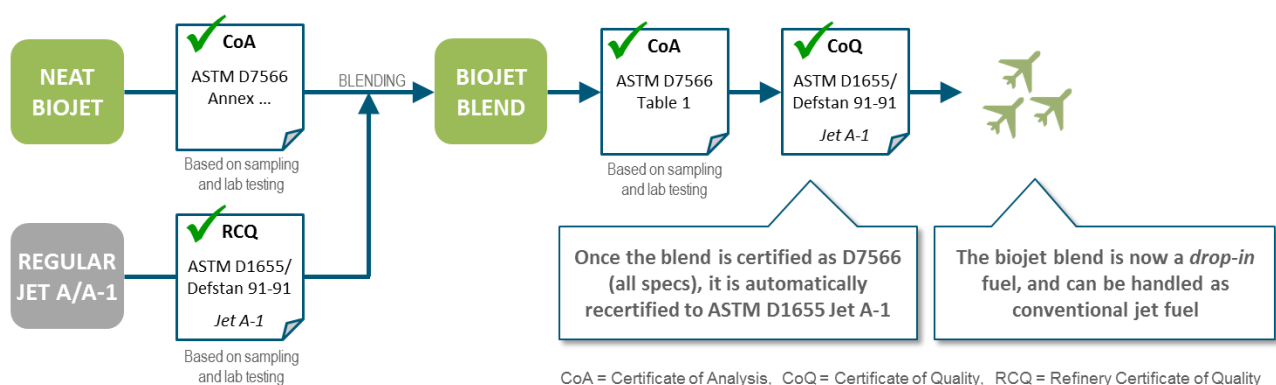 NEAT
BIOJET
CoA
ASTM D7566
Annex ...
Based on sampling
and lab testing
BLENDING
REGULAR
JET A/A-1
RCQ
ASTM D1655/
Defstan 91-91
Jet A-1
Based on sampling
and lab testing
BIOJET
BLEND
CoA
ASTM D7566
Table 1
Based on sampling
and lab testing
CoQ
ASTM D1655/
Defstan 91-91
Jet A-1
Once the blend is certified as D7566
(all specs), it is automatically
recertified to ASTM D1655 Jet A-1
The biojet blend is now a drop-in
fuel, and can be handled as
conventional jet fuel
CoA = Certificate of Analysis, CoQ = Certificate of Quality, RCQ = Refinery Certificate of Quality